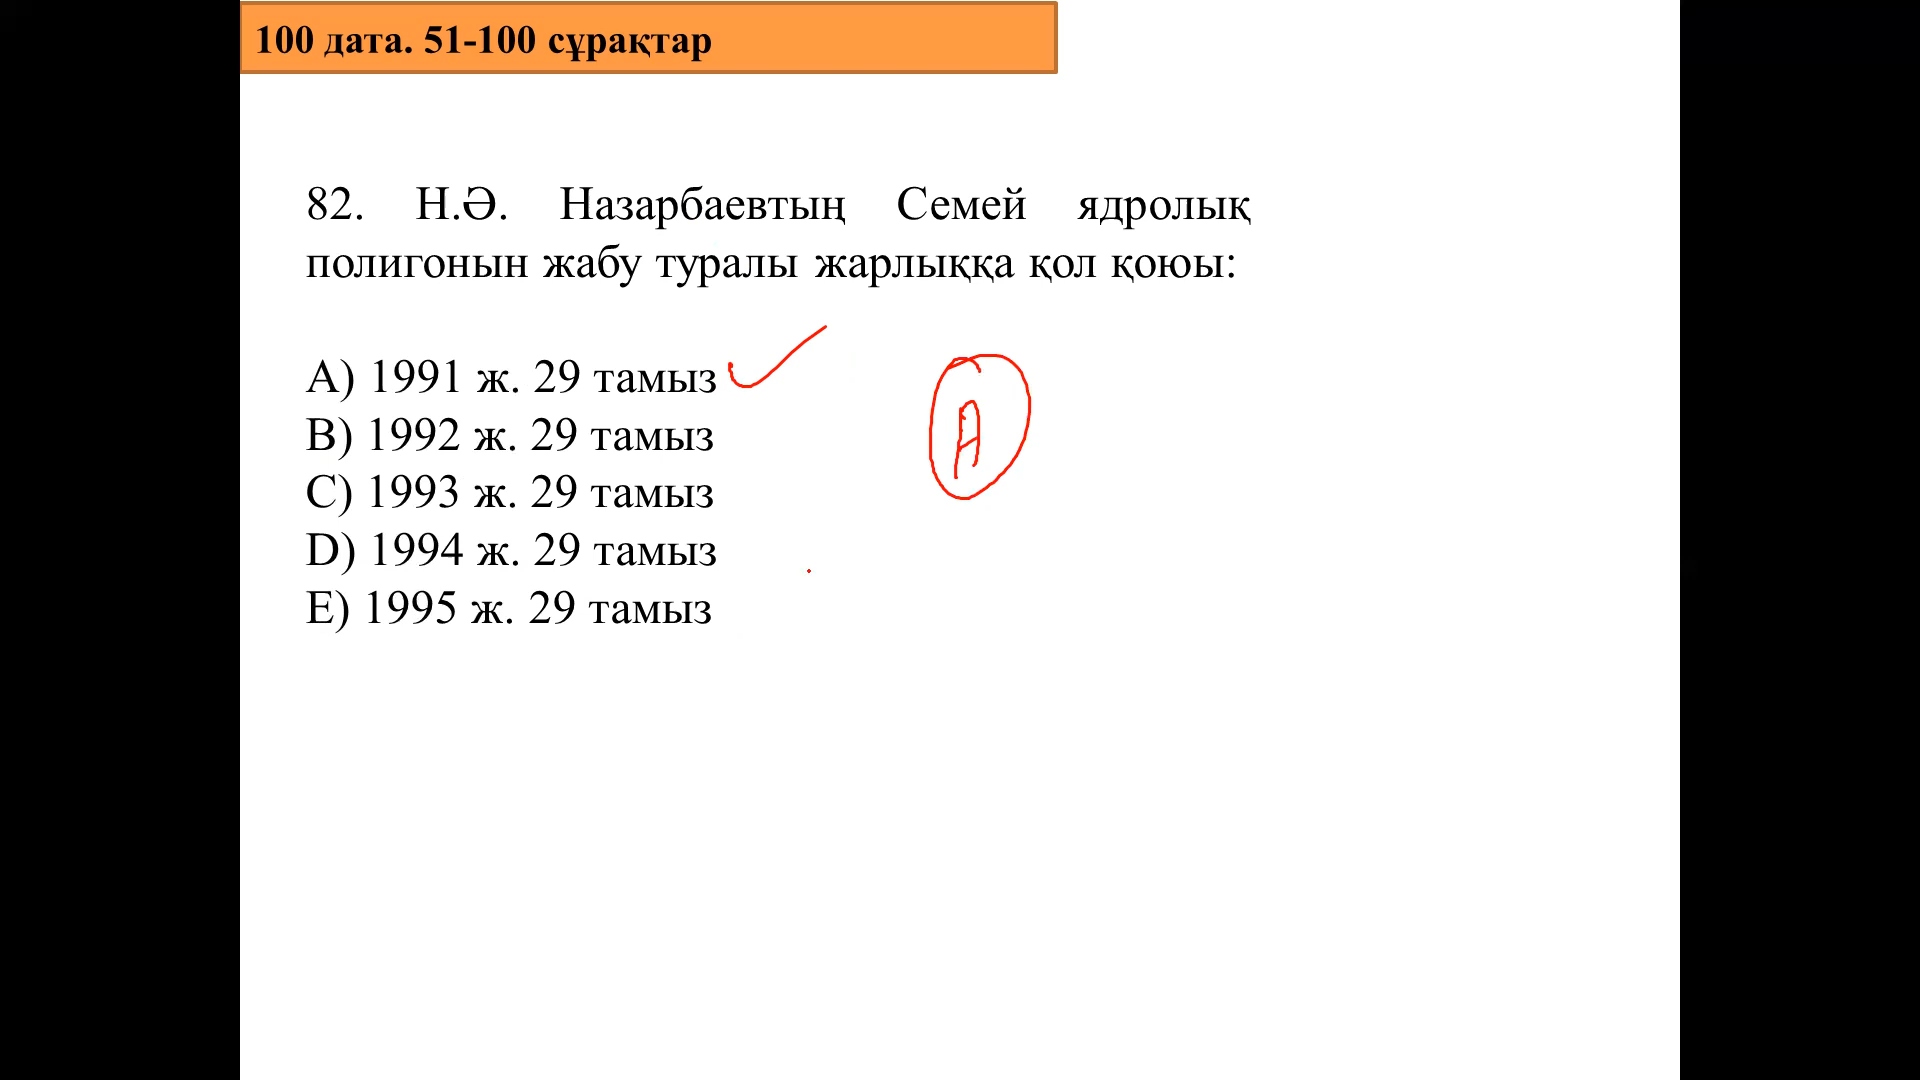 100 дата. 51-100 сұрақтар
82. Н.Ә. Назарбаевтың Семей ядролық
полигонын жабу туралы жарлыққа қол қоюы:
A) 1991 ж. 29 тамыз
B) 1992 ж. 29 тамыз
C) 1993 ж. 29 тамыз
D) 1994 ж. 29 тамыз
E) 1995 ж. 29 тамыз
A